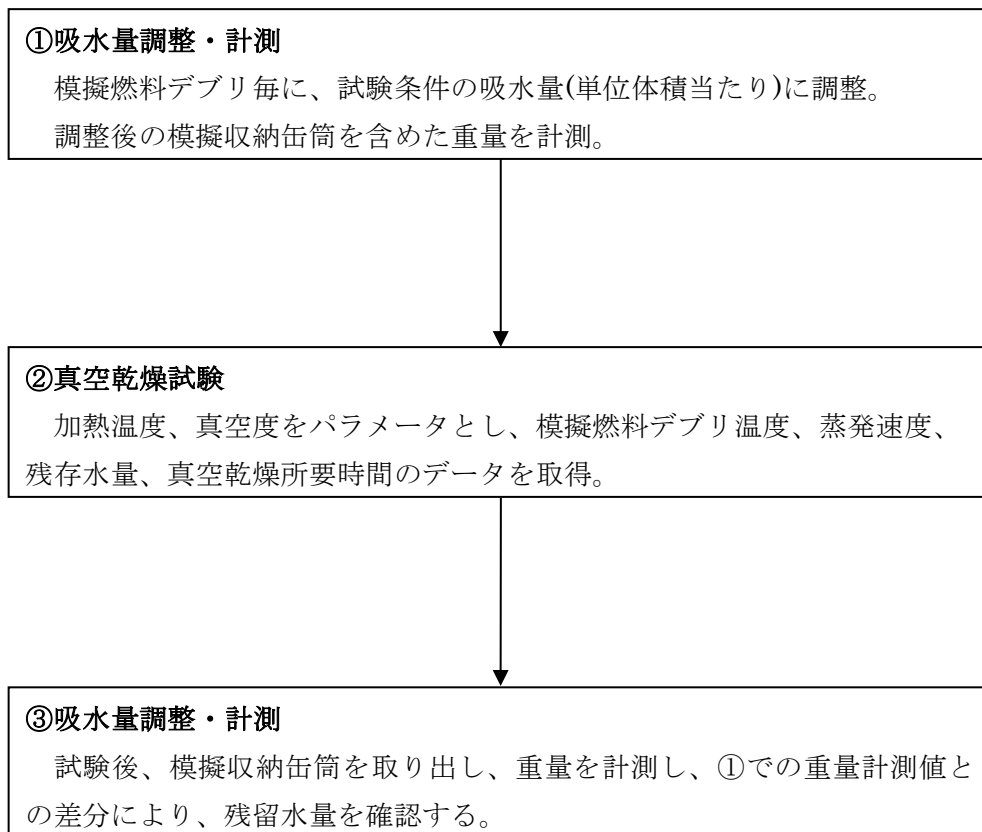 ①吸水量調整・計測
模擬燃料デブリ毎に、試験条件の吸水量(単位体積当たり)に調整。
調整後の模擬収納缶筒を含めた重量を計測。
②真空乾燥試験
加熱温度、真空度をパラメータとし、模擬燃料デブリ温度、蒸発速度、
残存水量、真空乾燥所要時間のデータを取得。
③吸水量調整・計測
試験後、模擬収納缶筒を取り出し、重量を計測し、①での重量計測値と
の差分により、残留水量を確認する。